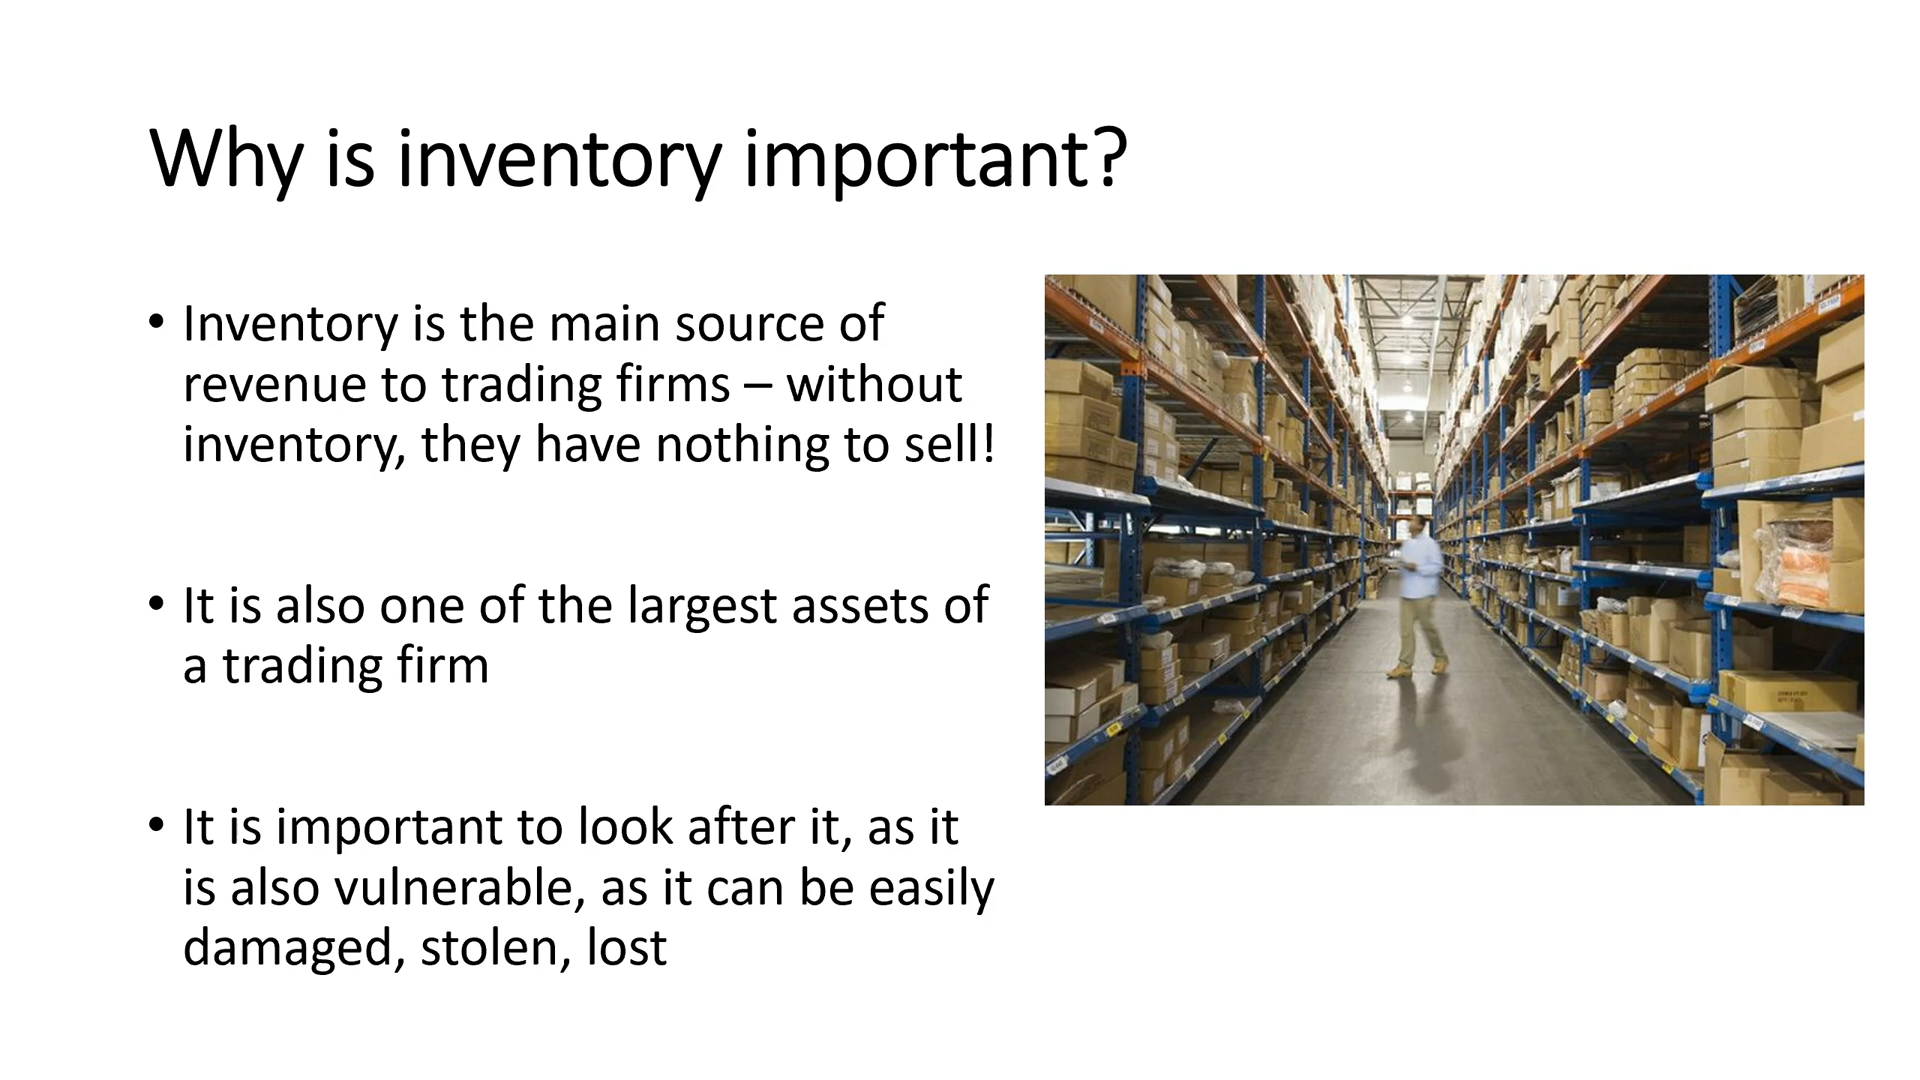 Why is inventory important?
• Inventory is the main source of
revenue to trading firms – without
inventory, they have nothing to sell!
• It is also one of the largest assets of
a trading firm
• It is important to look after it, as it
is also vulnerable, as it can be easily
damaged, stolen, lost